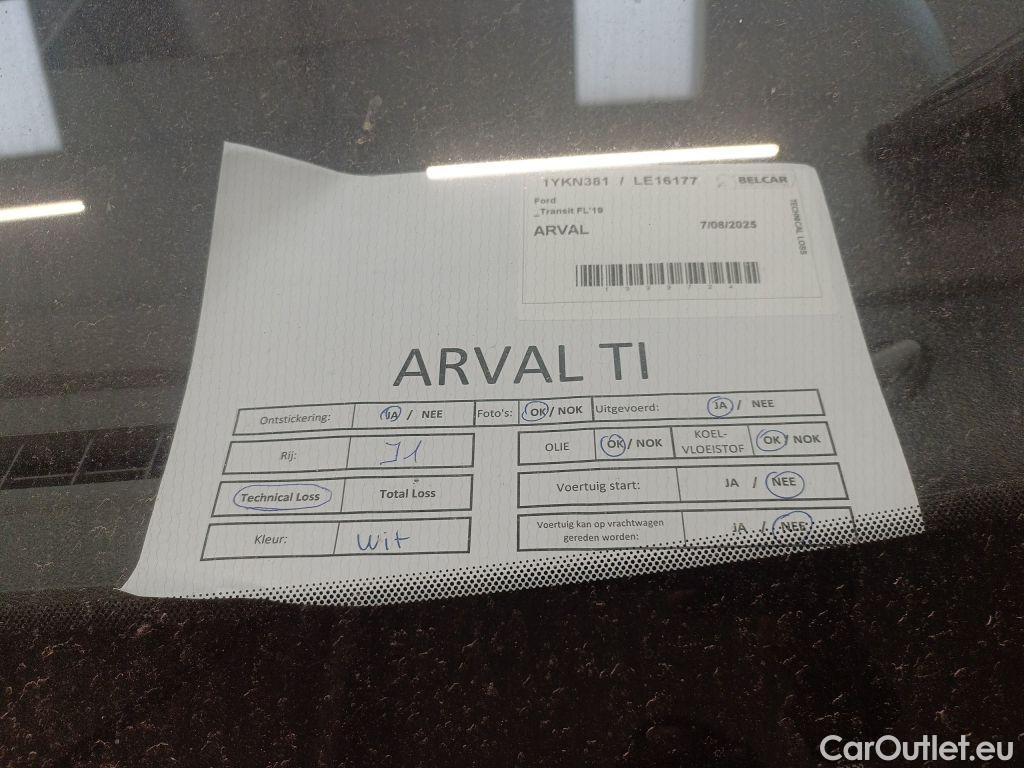 1YKN381 / LE16177 BELCAR
Ford
_Transit FL'19
ARVAL 7/08/2025
TECHNICAL LOSS
ARVAL TI
Ontstickering: JA / NEE Foto's: OK / NOK Uitgevoerd: JA / NEE
Rij: J1
OLIE OK / NOK KOEL-
VLOEISTOF OK / NOK
Technical Loss Total Loss
Voertuig start: JA / NEE
Kleur: Wit
Voertuig kan op vrachtwagen
gereden worden: JA / NEE
CarOutlet.eu